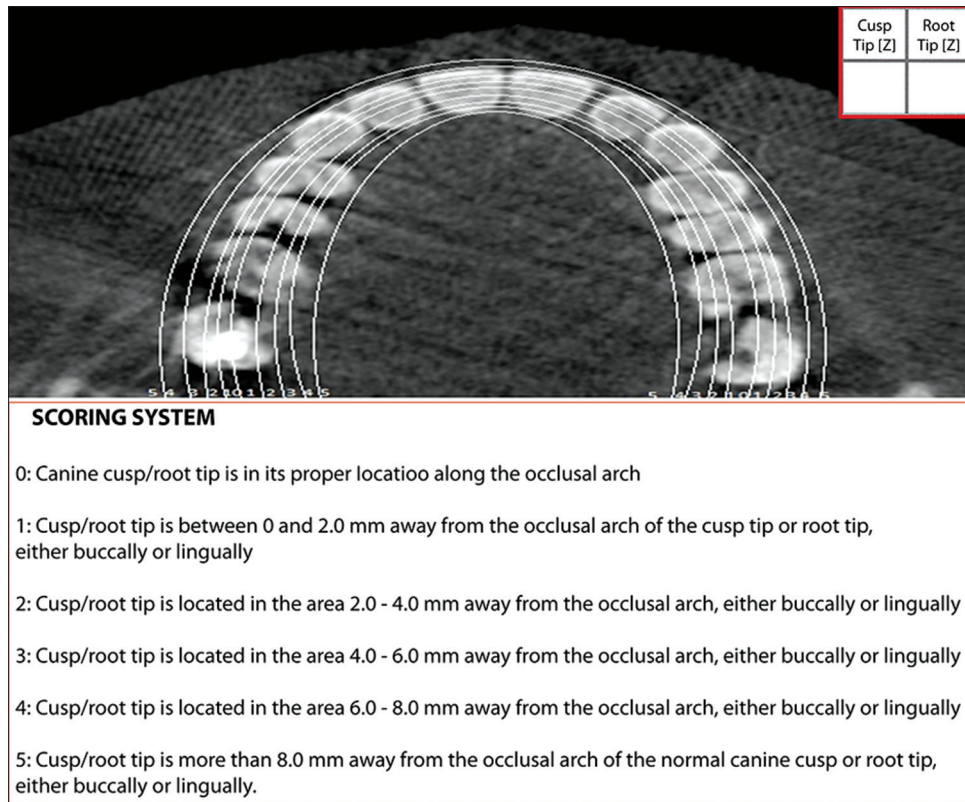 Cusp Tip [Z]
Root Tip [Z]
5 4 3 2 1 0 1 2 3 4 5
5 4 3 2 1 0 1 2 3 4 5
SCORING SYSTEM
0: Canine cusp/root tip is in its proper locatioo along the occlusal arch
1: Cusp/root tip is between 0 and 2.0 mm away from the occlusal arch of the cusp tip or root tip,
either buccally or lingually
2: Cusp/root tip is located in the area 2.0 - 4.0 mm away from the occlusal arch, either buccally or lingually
3: Cusp/root tip is located in the area 4.0 - 6.0 mm away from the occlusal arch, either buccally or lingually
4: Cusp/root tip is located in the area 6.0 - 8.0 mm away from the occlusal arch, either buccally or lingually
5: Cusp/root tip is more than 8.0 mm away from the occlusal arch of the normal canine cusp or root tip,
either buccally or lingually.